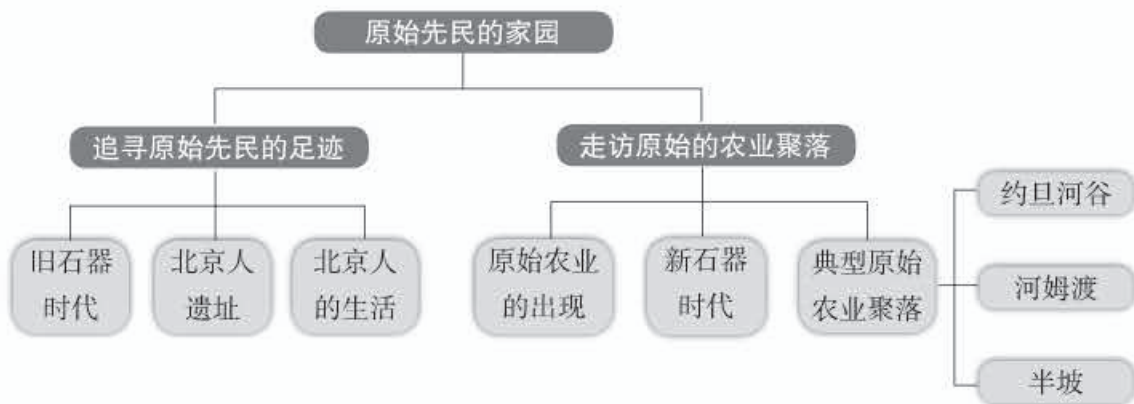 原始先民的家园
追寻原始先民的足迹
走访原始的农业聚落
旧石器
时代
北京人
遗址
北京人
的生活
原始农业
的出现
新石器
时代
典型原始
农业聚落
约旦河谷
河姆渡
半坡